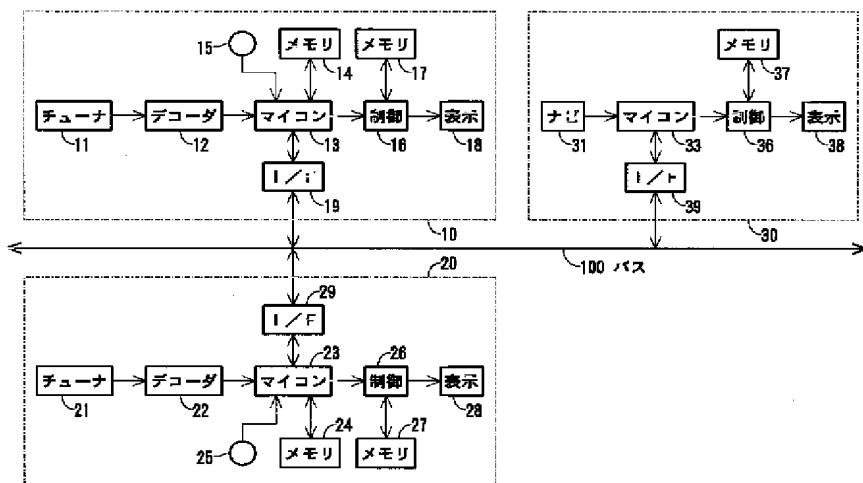 15 メモリ メモリ メモリ
14 17 37
チューナ デコーダ マイコン 制御 表示 ナビ マイコン 制御 表示
11 12 13 16 18 31 33 36 38
19 39
10 30
100 バス
20
29
I/F
23 26
チューナ デコーダ マイコン 制御 表示
21 22 28
24 27
25 メモリ メモリ